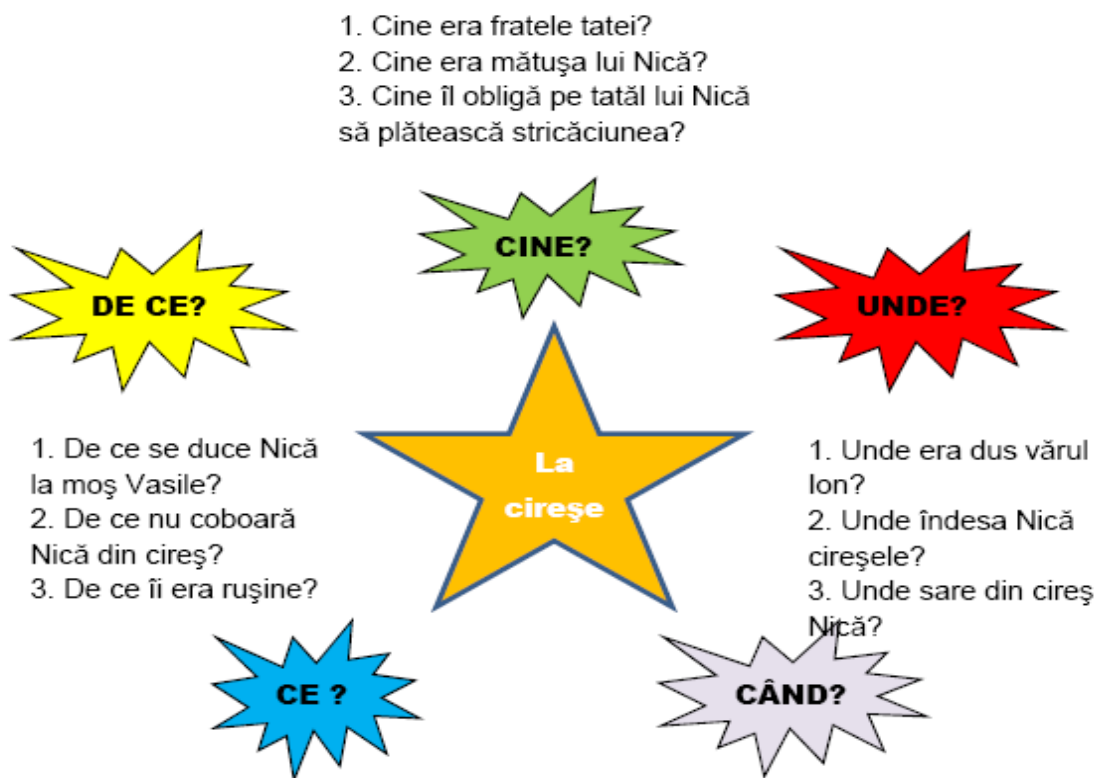 1. Cine era fratele tatei?
2. Cine era mătuşa lui Nică?
3. Cine îl obligă pe tatăl lui Nică
să plătească stricăciunea?
CINE?
DE CE?
UNDE?
La
cireşe
1. De ce se duce Nică
la moş Vasile?
2. De ce nu coboară
Nică din cireş?
3. De ce îi era ruşine?
1. Unde era dus vărul
Ion?
2. Unde îndesa Nică
cireşele?
3. Unde sare din cireş
Nică?
CE ?
CÂND?